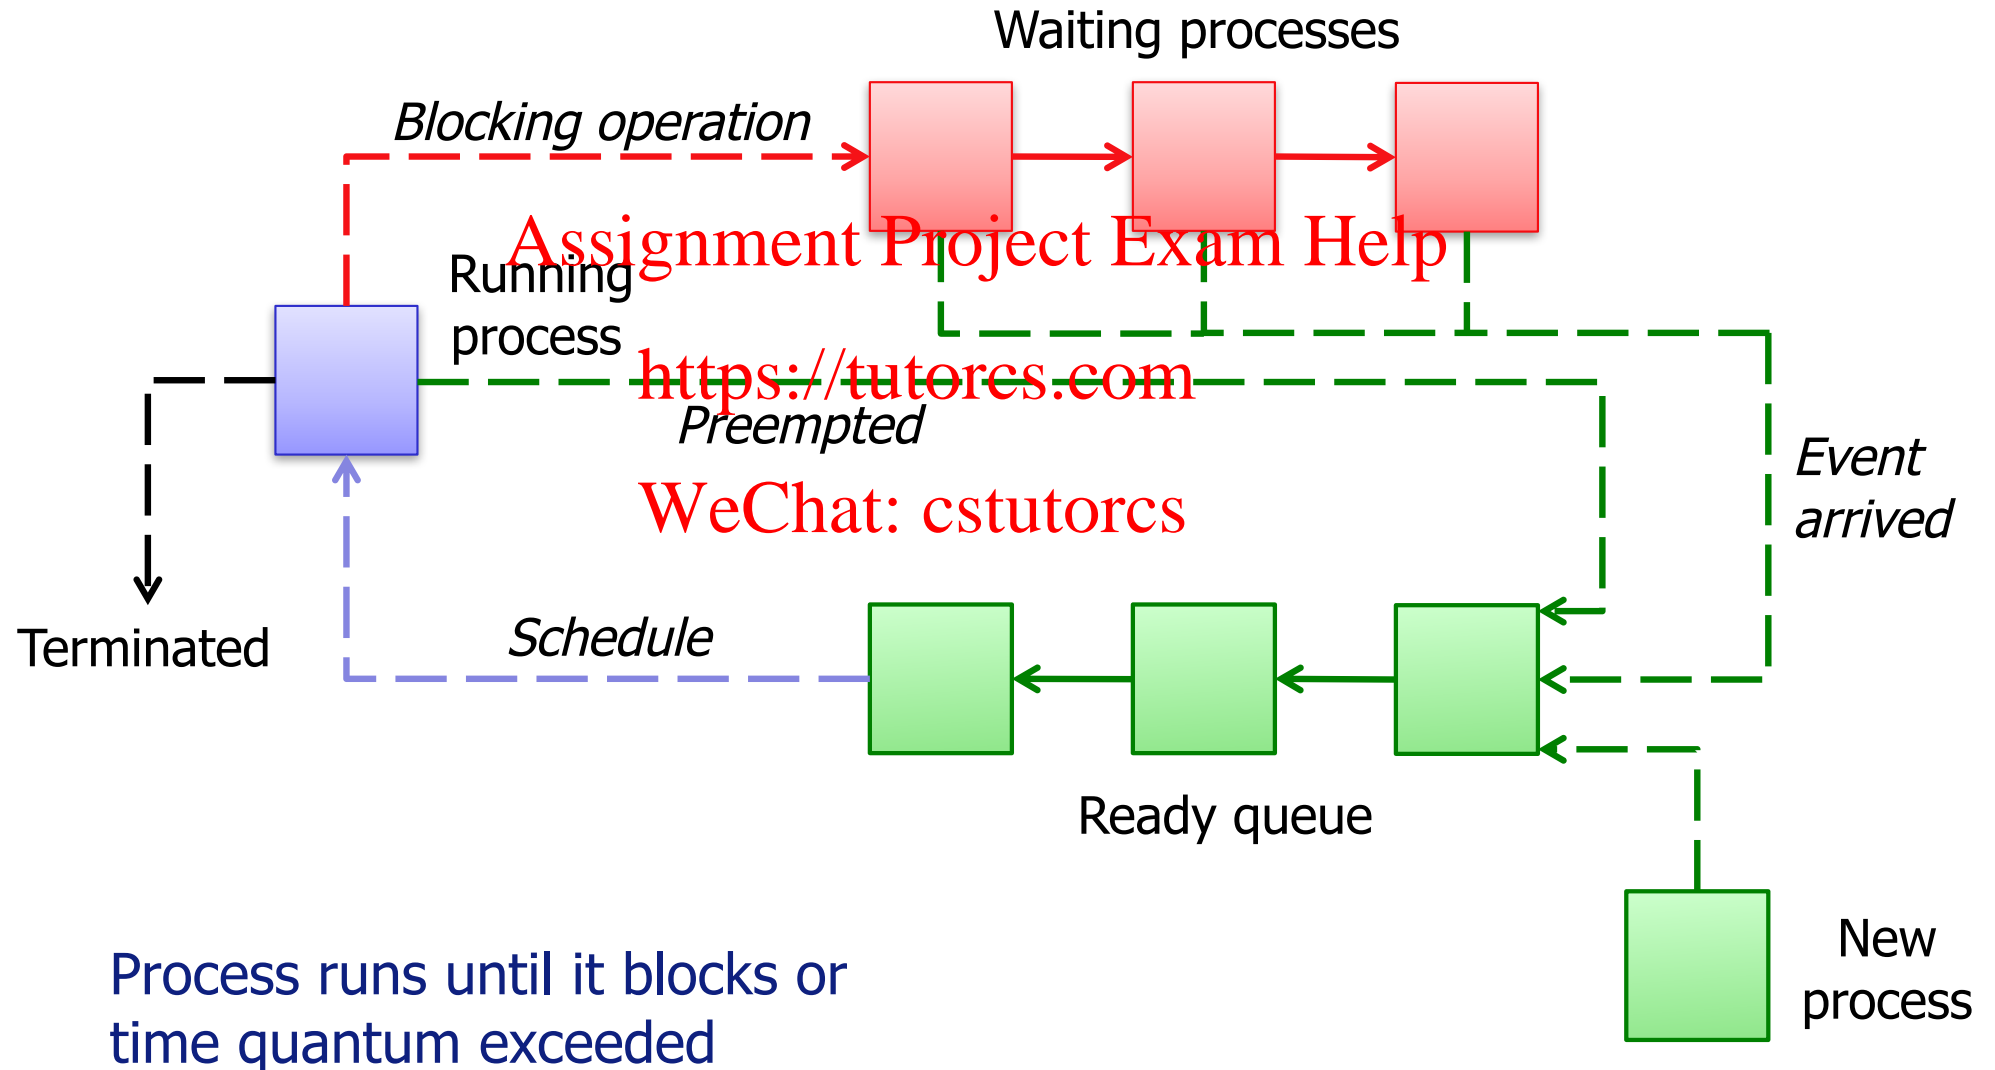 Waiting processes
Blocking operation
Assignment Project Exam Help
Running
process
https://tutorcs.com
Preempted
Event
arrived
WeChat: cstutorcs
Schedule
Terminated
Ready queue
New
process
Process runs until it blocks or
time quantum exceeded